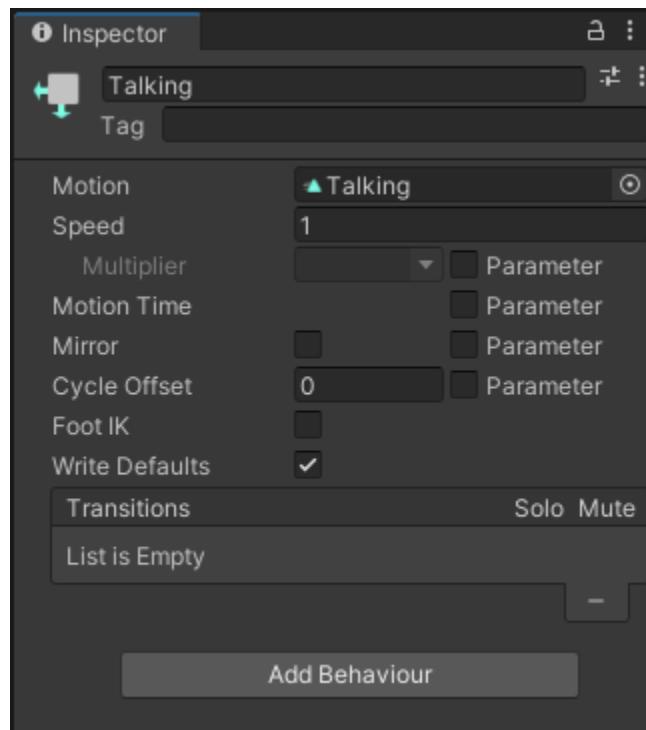 Inspector
Talking
Tag
Motion Talking
Speed 1
Multiplier Parameter
Motion Time Parameter
Mirror Parameter
Cycle Offset 0 Parameter
Foot IK
Write Defaults
Transitions Solo Mute
List is Empty
Add Behaviour